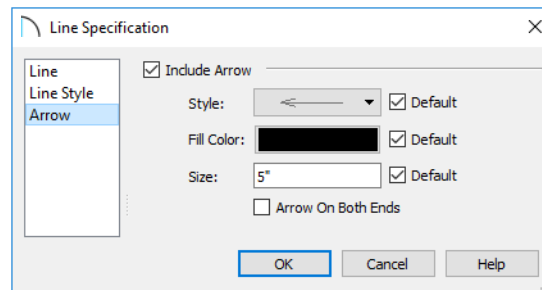 Line Specification
Line
Line Style
Arrow
Include Arrow
Style: Default
Fill Color: Default
Size: 5" Default
Arrow On Both Ends
OK Cancel Help